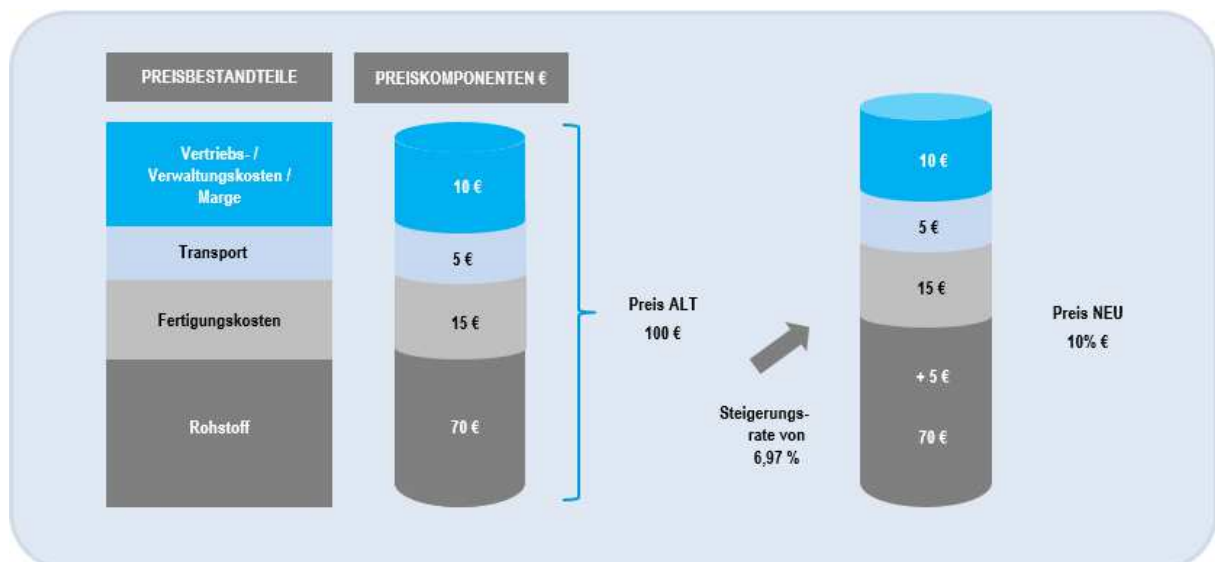 PREISBESTANDTEILE
PREISKOMPONENTEN €
Vertriebs- /
Verwaltungskosten /
Marge
Transport
Fertigungskosten
Rohstoff
10 €
5 €
15 €
70 €
Preis ALT
100 €
Steigerungs-
rate von
6,97 %
10 €
5 €
15 €
+ 5 €
70 €
Preis NEU
10% €